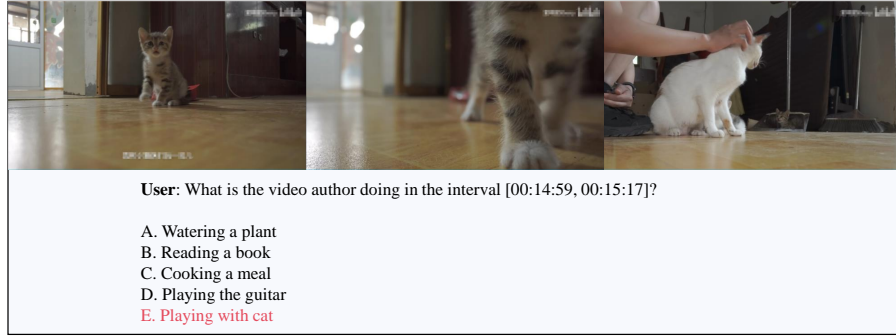 User: What is the video author doing in the interval [00:14:59, 00:15:17]?
A. Watering a plant
B. Reading a book
C. Cooking a meal
D. Playing the guitar
E. Playing with cat